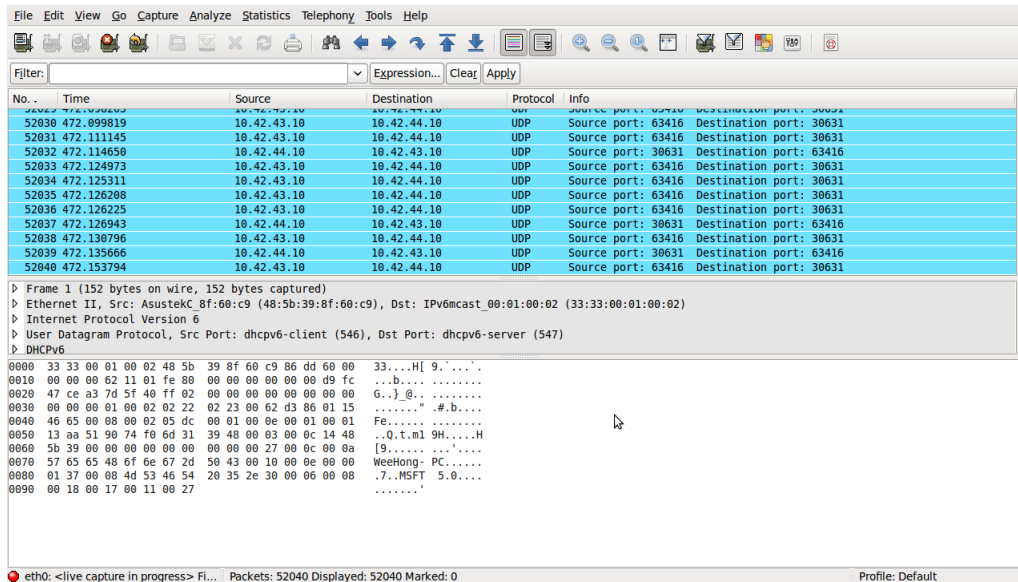 File Edit View Go Capture Analyze Statistics Telephony Tools Help
Filter: Expression... Clear Apply
No. . Time Source Destination Protocol Info
52029 472.098265 10.42.43.10 10.42.44.10 UDP Source port: 63416 Destination port: 30631
52030 472.099819 10.42.43.10 10.42.44.10 UDP Source port: 63416 Destination port: 30631
52031 472.111145 10.42.43.10 10.42.44.10 UDP Source port: 63416 Destination port: 30631
52032 472.114650 10.42.44.10 10.42.43.10 UDP Source port: 30631 Destination port: 63416
52033 472.124973 10.42.43.10 10.42.44.10 UDP Source port: 63416 Destination port: 30631
52034 472.125311 10.42.43.10 10.42.44.10 UDP Source port: 63416 Destination port: 30631
52035 472.126208 10.42.43.10 10.42.44.10 UDP Source port: 63416 Destination port: 30631
52036 472.126225 10.42.43.10 10.42.44.10 UDP Source port: 63416 Destination port: 30631
52037 472.126943 10.42.44.10 10.42.43.10 UDP Source port: 30631 Destination port: 63416
52038 472.130796 10.42.43.10 10.42.44.10 UDP Source port: 63416 Destination port: 30631
52039 472.135666 10.42.44.10 10.42.43.10 UDP Source port: 30631 Destination port: 63416
52040 472.153794 10.42.43.10 10.42.44.10 UDP Source port: 63416 Destination port: 30631
Frame 1 (152 bytes on wire, 152 bytes captured)
Ethernet II, Src: AsustekC_8f:60:c9 (48:5b:39:8f:60:c9), Dst: IPv6mcast_00:01:00:02 (33:33:00:01:00:02)
Internet Protocol Version 6
User Datagram Protocol, Src Port: dhcpv6-client (546), Dst Port: dhcpv6-server (547)
DHCPv6
0000 33 33 00 01 00 02 48 5b 39 8f 60 c9 86 dd 60 00 33....H[ 9.`...`.
0010 00 00 00 62 11 01 fe 80 00 00 00 00 00 00 d9 fc ...b.... ........
0020 47 ce a3 7d 5f 40 ff 02 00 00 00 00 00 00 00 00 G..}_@.. ........
0030 00 00 00 01 00 02 02 22 02 23 00 62 d3 86 01 15 ......." .#.b....
0040 46 65 00 08 00 02 05 dc 00 01 00 0e 00 01 00 01 Fe...... ........
0050 13 aa 51 90 74 f0 6d 31 39 48 00 03 00 0c 14 48 ..Q.t.m1 9H.....H
0060 5b 39 00 00 00 00 00 00 00 00 00 27 00 0c 00 0a [9...... ...'....
0070 57 65 65 48 6f 6e 67 2d 50 43 00 10 00 0e 00 00 WeeHong- PC......
0080 01 37 00 08 4d 53 46 54 20 35 2e 30 00 06 00 08 .7..MSFT 5.0....
0090 00 18 00 17 00 11 00 27 .......'
eth0: <live capture in progress> Fi... Packets: 52040 Displayed: 52040 Marked: 0 Profile: Default